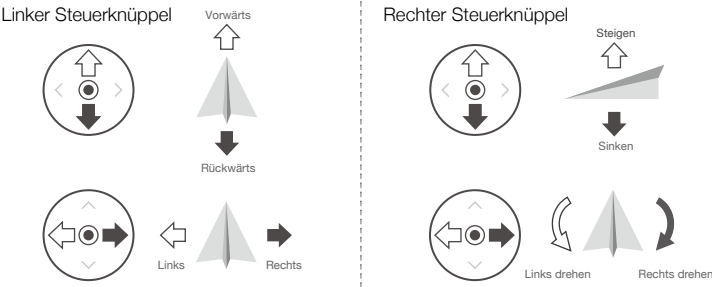 Linker Steuerknüppel
Vorwärts
Rückwärts
Links
Rechts
Rechter Steuerknüppel
Steigen
Sinken
Links drehen
Rechts drehen